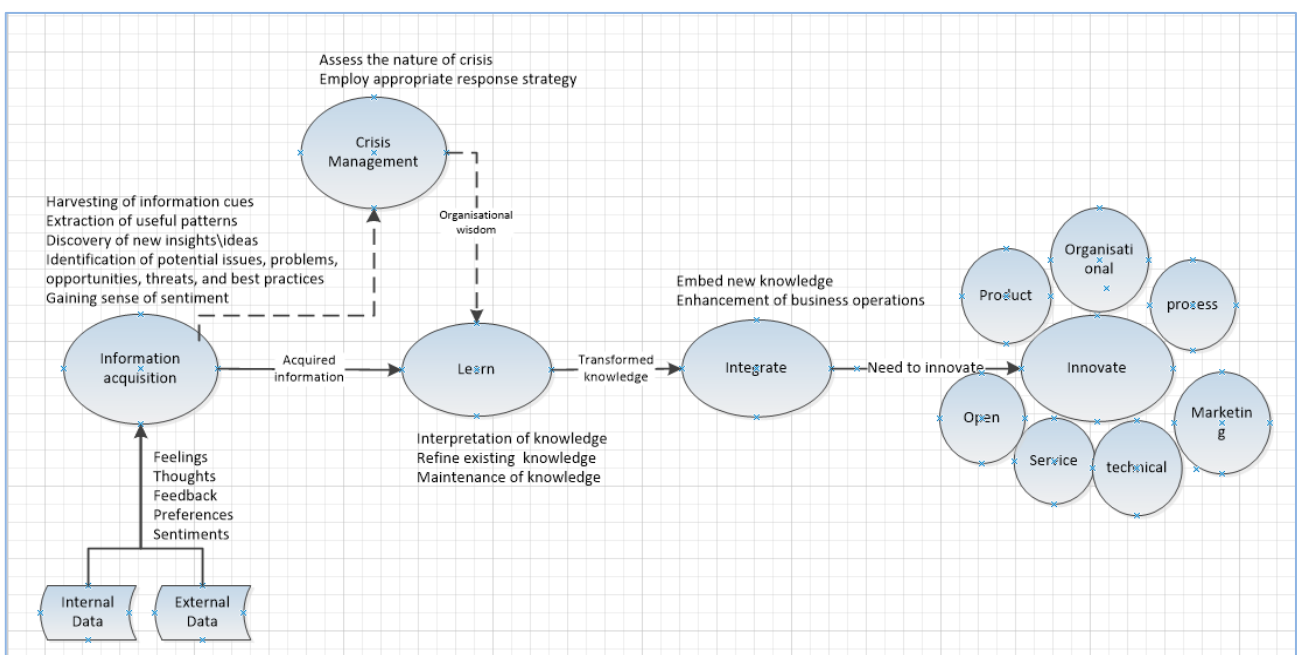 Assess the nature of crisis
Employ appropriate response strategy
Crisis
Management
Harvesting of information cues
Extraction of useful patterns
Discovery of new insights\ideas
Identification of potential issues, problems,
opportunities, threats, and best practices
Gaining sense of sentiment
Organisational
wisdom
Information
acquisition
Acquired
information
Learn
Interpretation of knowledge
Refine existing  knowledge
Maintenance of knowledge
Transformed
knowledge
Embed new knowledge
Enhancement of business operations
Integrate
Need to innovate
Innovate
Product
Organisati
onal
process
Marketin
g
technical
Service
Open
Feelings
Thoughts
Feedback
Preferences
Sentiments
Internal
Data
External
Data